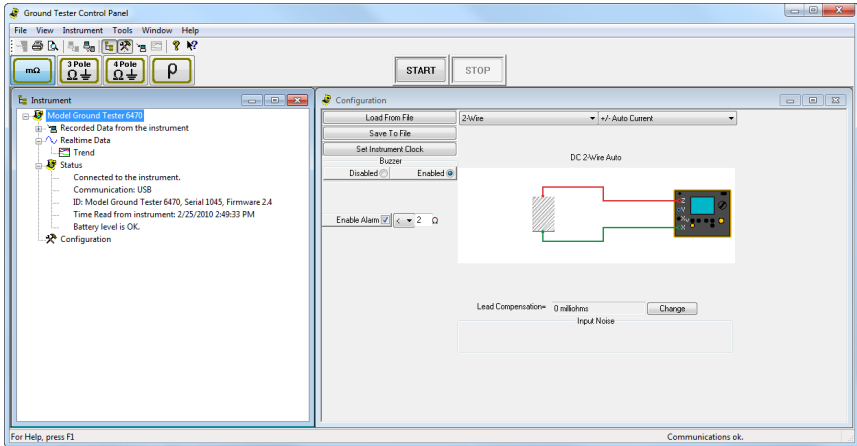 Ground Tester Control Panel
File View Instrument Tools Window Help
mΩ
3 Pole
Ω
4 Pole
Ω
ρ
START
STOP
Instrument
Model Ground Tester 6470
Recorded Data from the instrument
Realtime Data
Trend
Status
Connected to the instrument.
Communication: USB
ID: Model Ground Tester 6470, Serial 1045, Firmware 2.4
Time Read from instrument: 2/25/2010 2:49:33 PM
Battery level is OK.
Configuration
Configuration
Load From File
Save To File
Set Instrument Clock
Buzzer
Disabled Enabled
Enable Alarm < 2 Ω
2-Wire
+/- Auto Current
DC 2-Wire Auto
Z
Y
X
Lead Compensation= 0 milliohms Change
Input Noise
For Help, press F1
Communications ok.